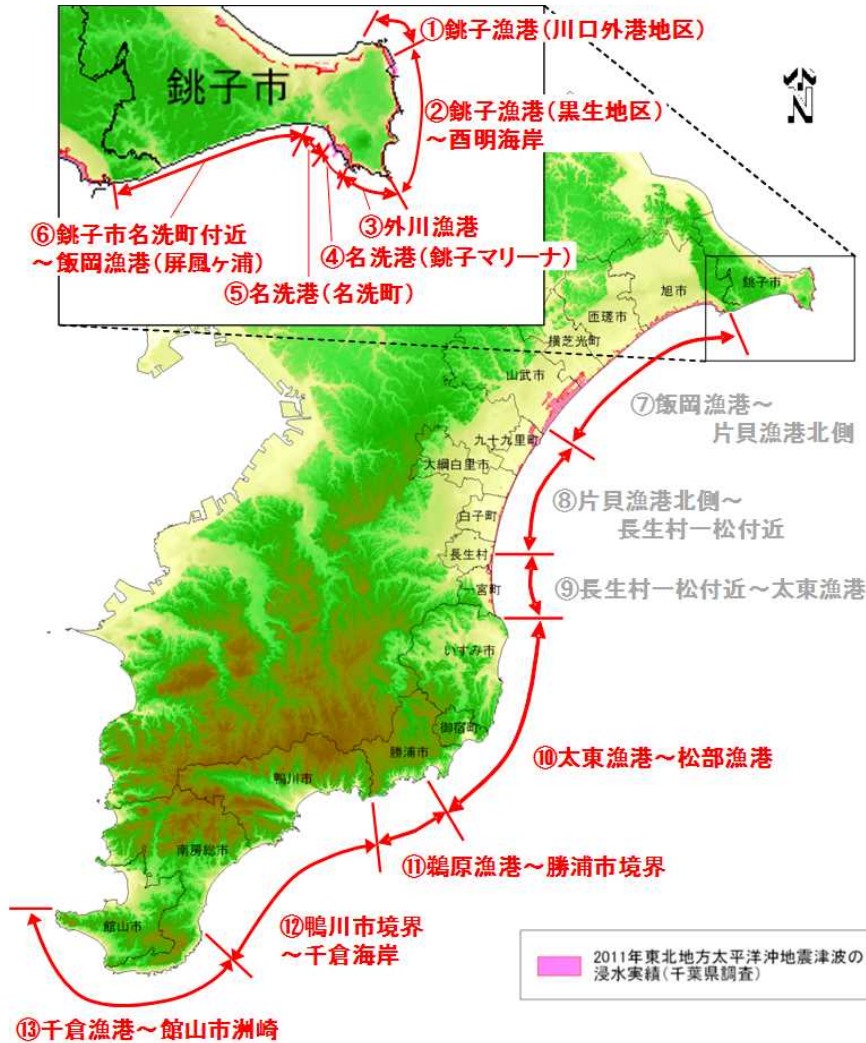 ①銚子漁港(川口外港地区)
銚子市
②銚子漁港(黒生地区)
～酉明海岸
③外川漁港
④名洗港(銚子マリーナ)
⑤名洗港(名洗町)
⑥銚子市名洗町付近
～飯岡漁港(屏風ヶ浦)
N
銚子市
旭市
匝瑳市
横芝光町
山武市
⑦飯岡漁港～
片貝漁港北側
九十九里町
大綱白里市
⑧片貝漁港北側～
長生村一松付近
白子町
長生村
⑨長生村一松付近～太東漁港
一宮町
いすみ市
御宿町
勝浦市
⑩太東漁港～松部漁港
鴨川市
⑪鵜原漁港～勝浦市境界
南房総市
⑫鴨川市境界
～千倉海岸
館山市
2011年東北地方太平洋沖地震津波の
浸水実績(千葉県調査)
⑬千倉漁港～館山市洲崎